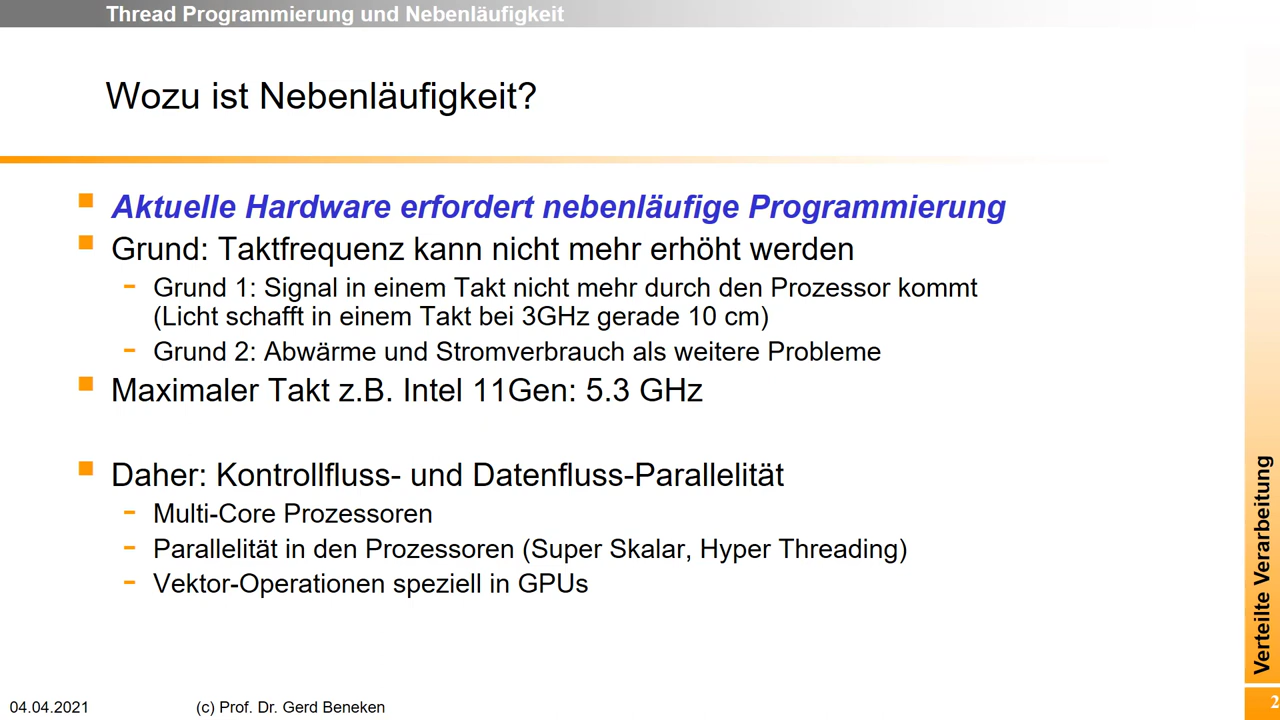 Thread Programmierung und Nebenläufigkeit
Wozu ist Nebenläufigkeit?
Aktuelle Hardware erfordert nebenläufige Programmierung
Grund: Taktfrequenz kann nicht mehr erhöht werden
- Grund 1: Signal in einem Takt nicht mehr durch den Prozessor kommt
(Licht schafft in einem Takt bei 3GHz gerade 10 cm)
- Grund 2: Abwärme und Stromverbrauch als weitere Probleme
Maximaler Takt z.B. Intel 11Gen: 5.3 GHz
Daher: Kontrollfluss- und Datenfluss-Parallelität
- Multi-Core Prozessoren
- Parallelität in den Prozessoren (Super Skalar, Hyper Threading)
- Vektor-Operationen speziell in GPUs
Verteilte Verarbeitung
04.04.2021
(c) Prof. Dr. Gerd Beneken
2